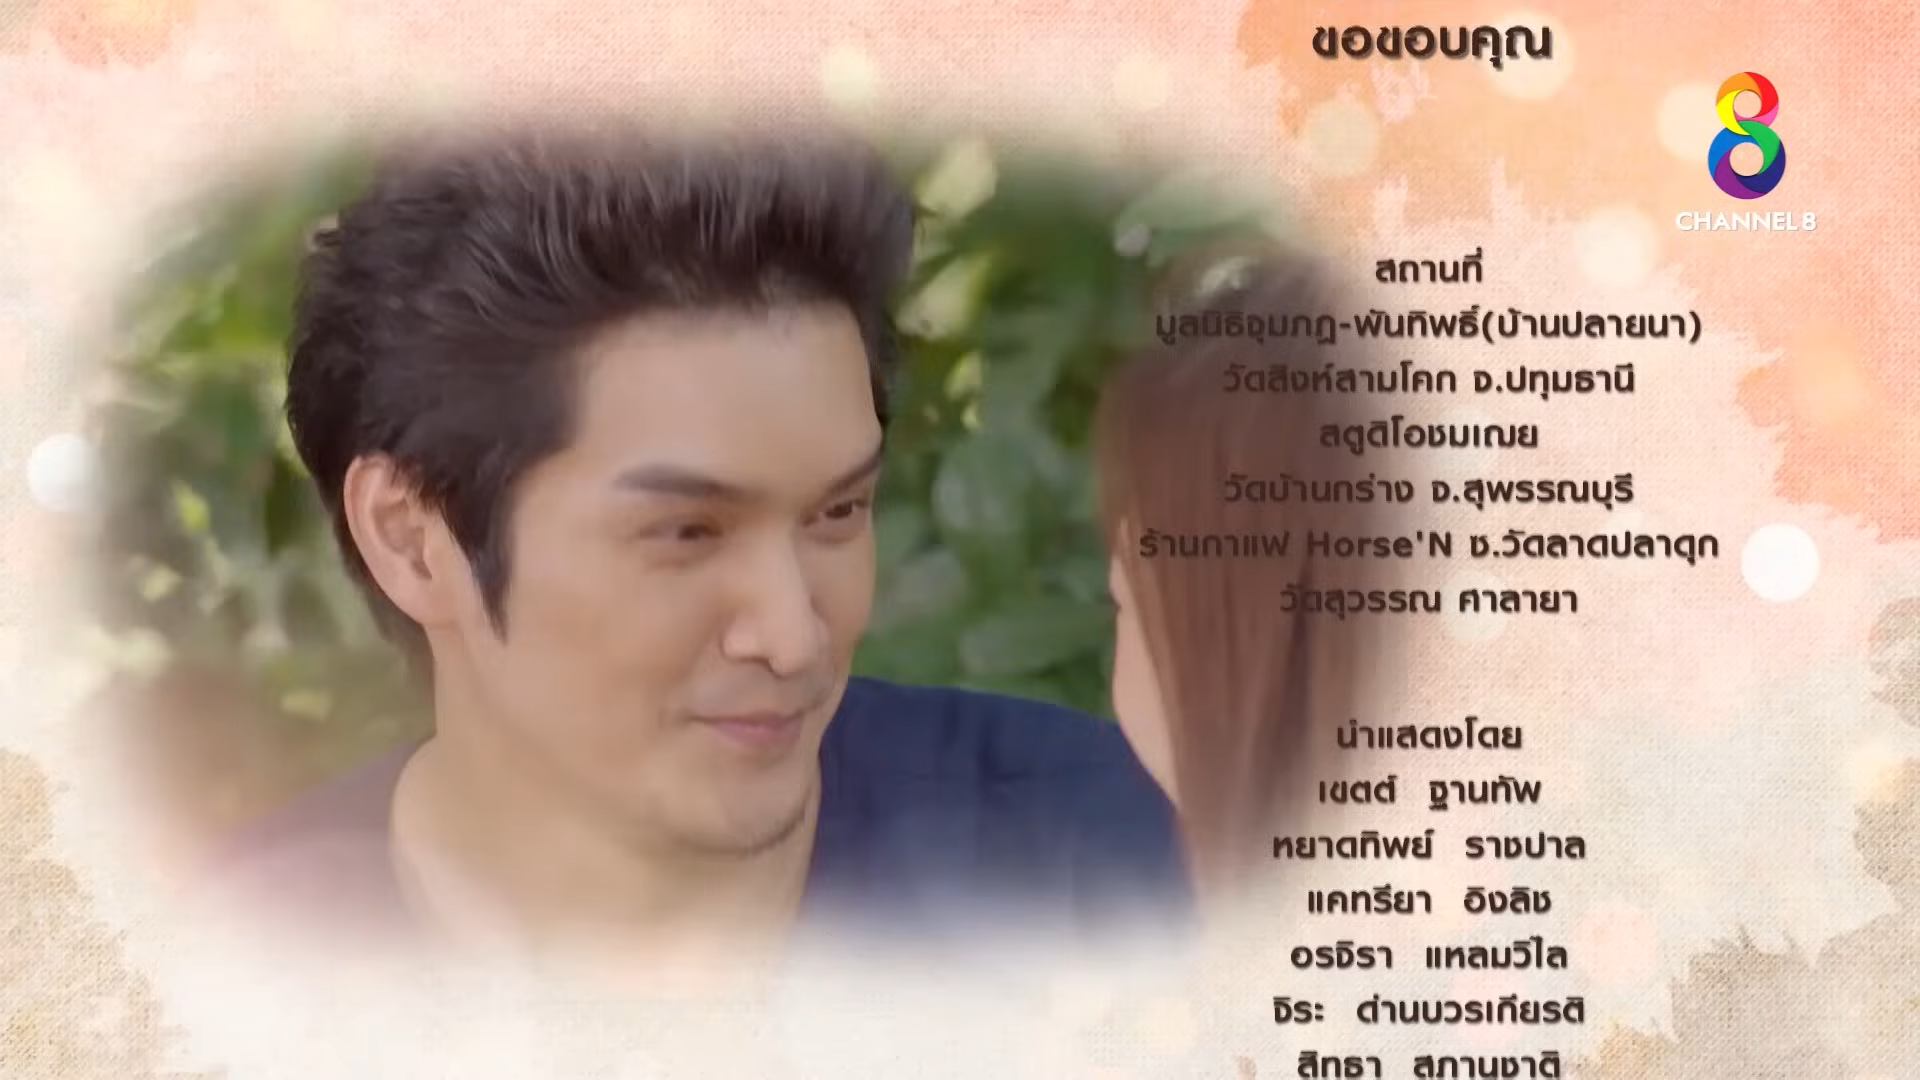 ขอขอบคุณ
CHANNEL 8
สถานที่
มูลนิธิจุมภฏ-พันทิพธิ์(บ้านปลายนา)
วัดสิงห์สามโคก จ.ปทุมธานี
สตูดิโอชมเฌย
วัดบ้านกร่าง จ.สุพรรณบุรี
ร้านกาแฟ Horse'N ซ.วัดลาดปลาดุก
วัดสุวรรณ ศาลายา
นำแสดงโดย
เขตต์ ฐานทัพ
หยาดทิพย์ ราชปาล
แคทรียา อิงลิช
อรจิรา แหลมวิไล
จิระ ด่านบวรเกียรติ
สิทธา สภานุชาติ